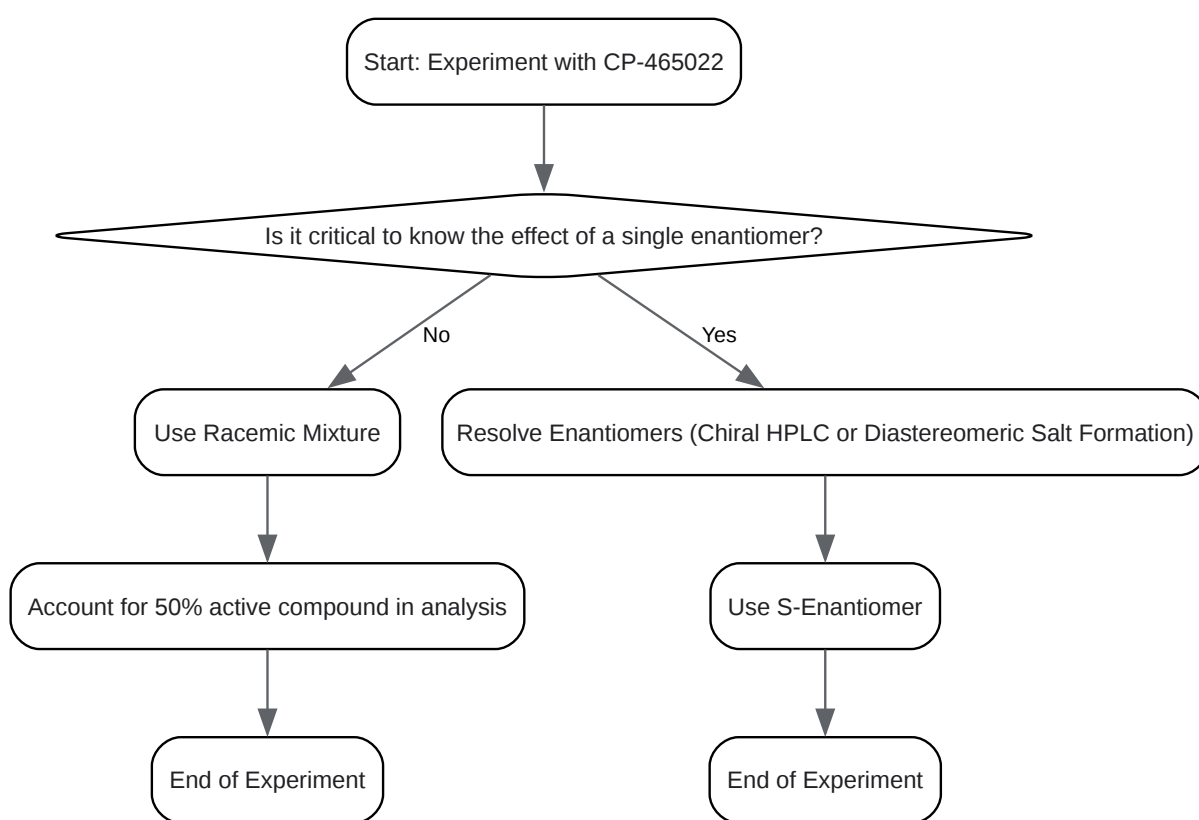 Start: Experiment with CP-465022
Is it critical to know the effect of a single enantiomer?
No
Yes
Use Racemic Mixture
Resolve Enantiomers (Chiral HPLC or Diastereomeric Salt Formation)
Account for 50% active compound in analysis
Use S-Enantiomer
End of Experiment
End of Experiment